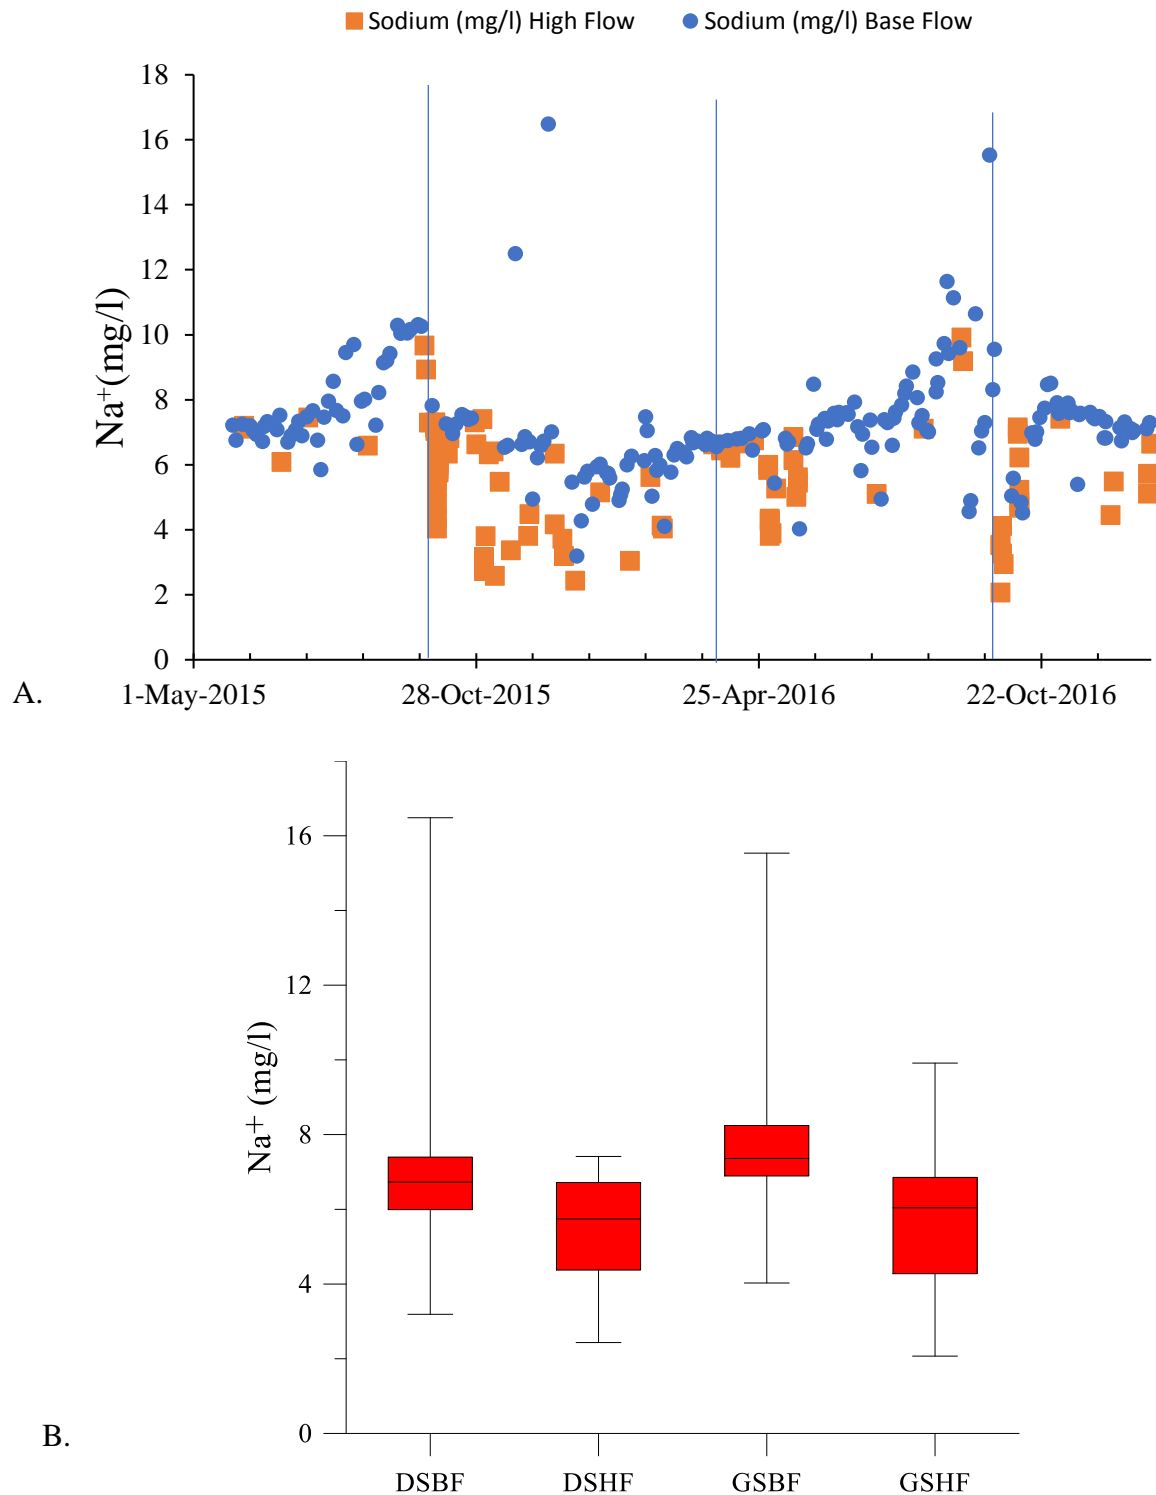 Sodium (mg/l) High Flow Sodium (mg/l) Base Flow
18
16
14
12
10
8
6
4
2
0
Na⁺(mg/l)
1-May-2015 28-Oct-2015 25-Apr-2016 22-Oct-2016
A.
16
12
8
4
0
Na⁺ (mg/l)
B.
DSBF DSHF GSBF GSHF